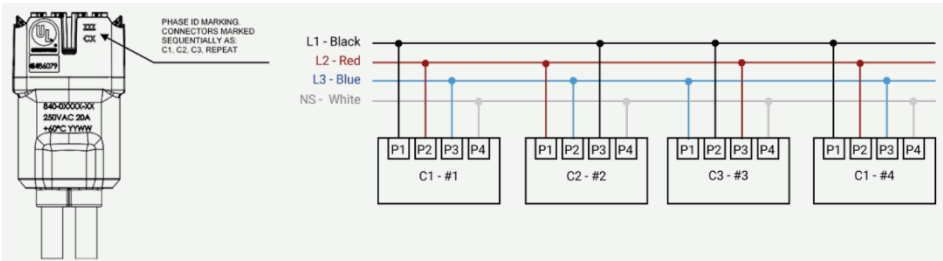 PHASE ID MARKING.
CONNECTORS MARKED
SEQUENTIALLY AS:
C1, C2, C3, REPEAT
UL
III
CX
840-0XXXX-XX
250VAC 20A
+60°C YYWW
L1 - Black
L2 - Red
L3 - Blue
NS - White
P1 P2 P3 P4
C1 - #1
P1 P2 P3 P4
C2 - #2
P1 P2 P3 P4
C3 - #3
P1 P2 P3 P4
C1 - #4